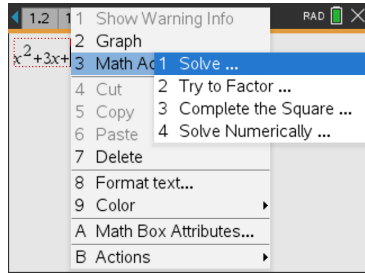 1.2 1 RAD
1 Show Warning Info
2 Graph
x²+3x+
3 Math Ac
1 Solve ...
2 Try to Factor ...
3 Complete the Square ...
4 Solve Numerically ...
4 Cut
5 Copy
6 Paste
7 Delete
8 Format text...
9 Color
A Math Box Attributes...
B Actions